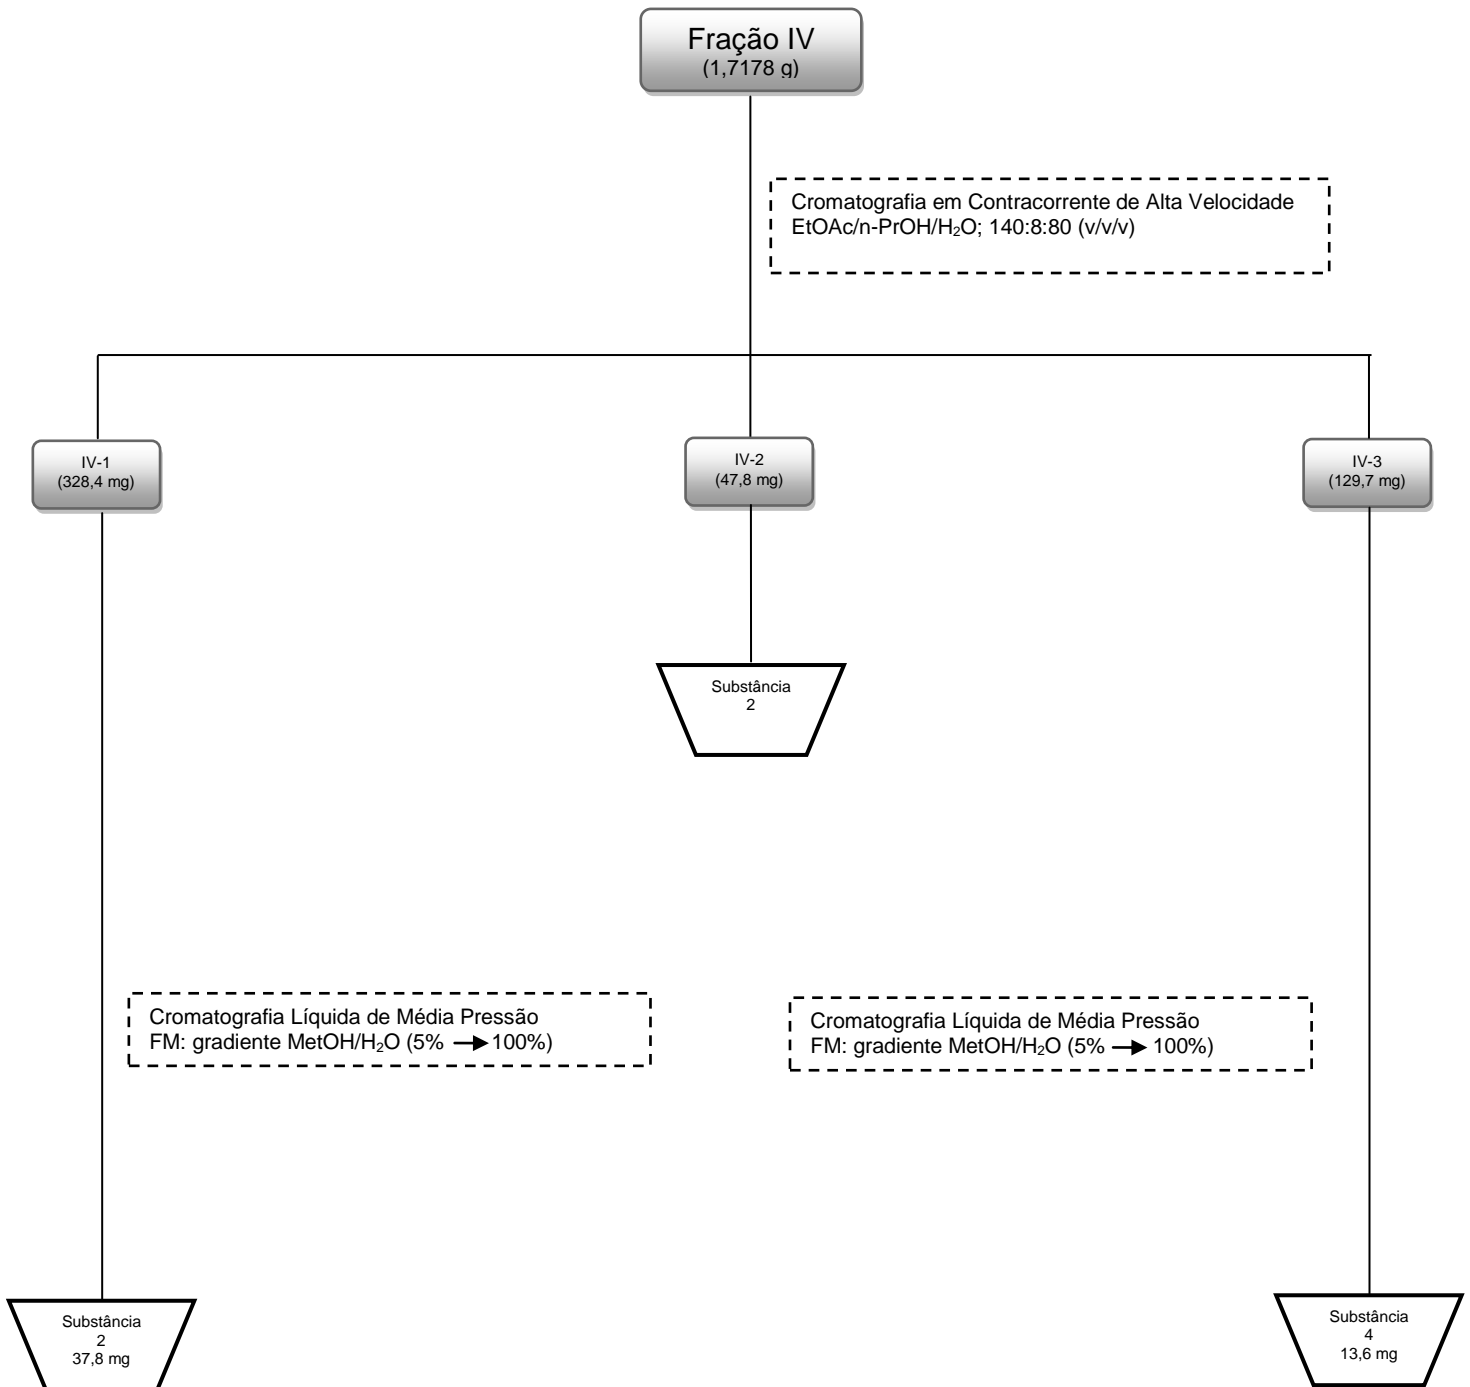 Fração IV
(1,7178 g)
Cromatografia em Contracorrente de Alta Velocidade
EtOAc/n-PrOH/H₂O; 140:8:80 (v/v/v)
IV-1
(328,4 mg)
IV-2
(47,8 mg)
IV-3
(129,7 mg)
Substância
2
Cromatografia Líquida de Média Pressão
FM: gradiente MetOH/H₂O (5% → 100%)
Cromatografia Líquida de Média Pressão
FM: gradiente MetOH/H₂O (5% → 100%)
Substância
2
37,8 mg
Substância
4
13,6 mg